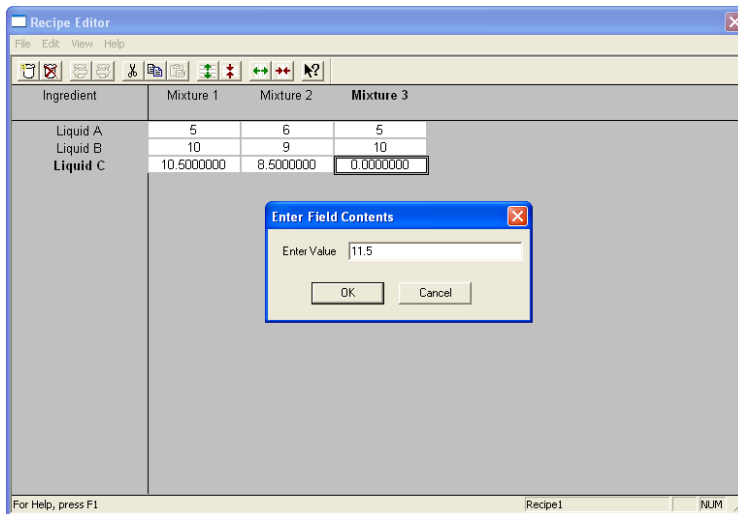 Recipe Editor
File Edit View Help
Ingredient Mixture 1 Mixture 2 Mixture 3
Liquid A 5 6 5
Liquid B 10 9 10
Liquid C 10.5000000 8.5000000 0.0000000
Enter Field Contents
Enter Value 11.5
OK Cancel
For Help, press F1 Recipe1 NUM